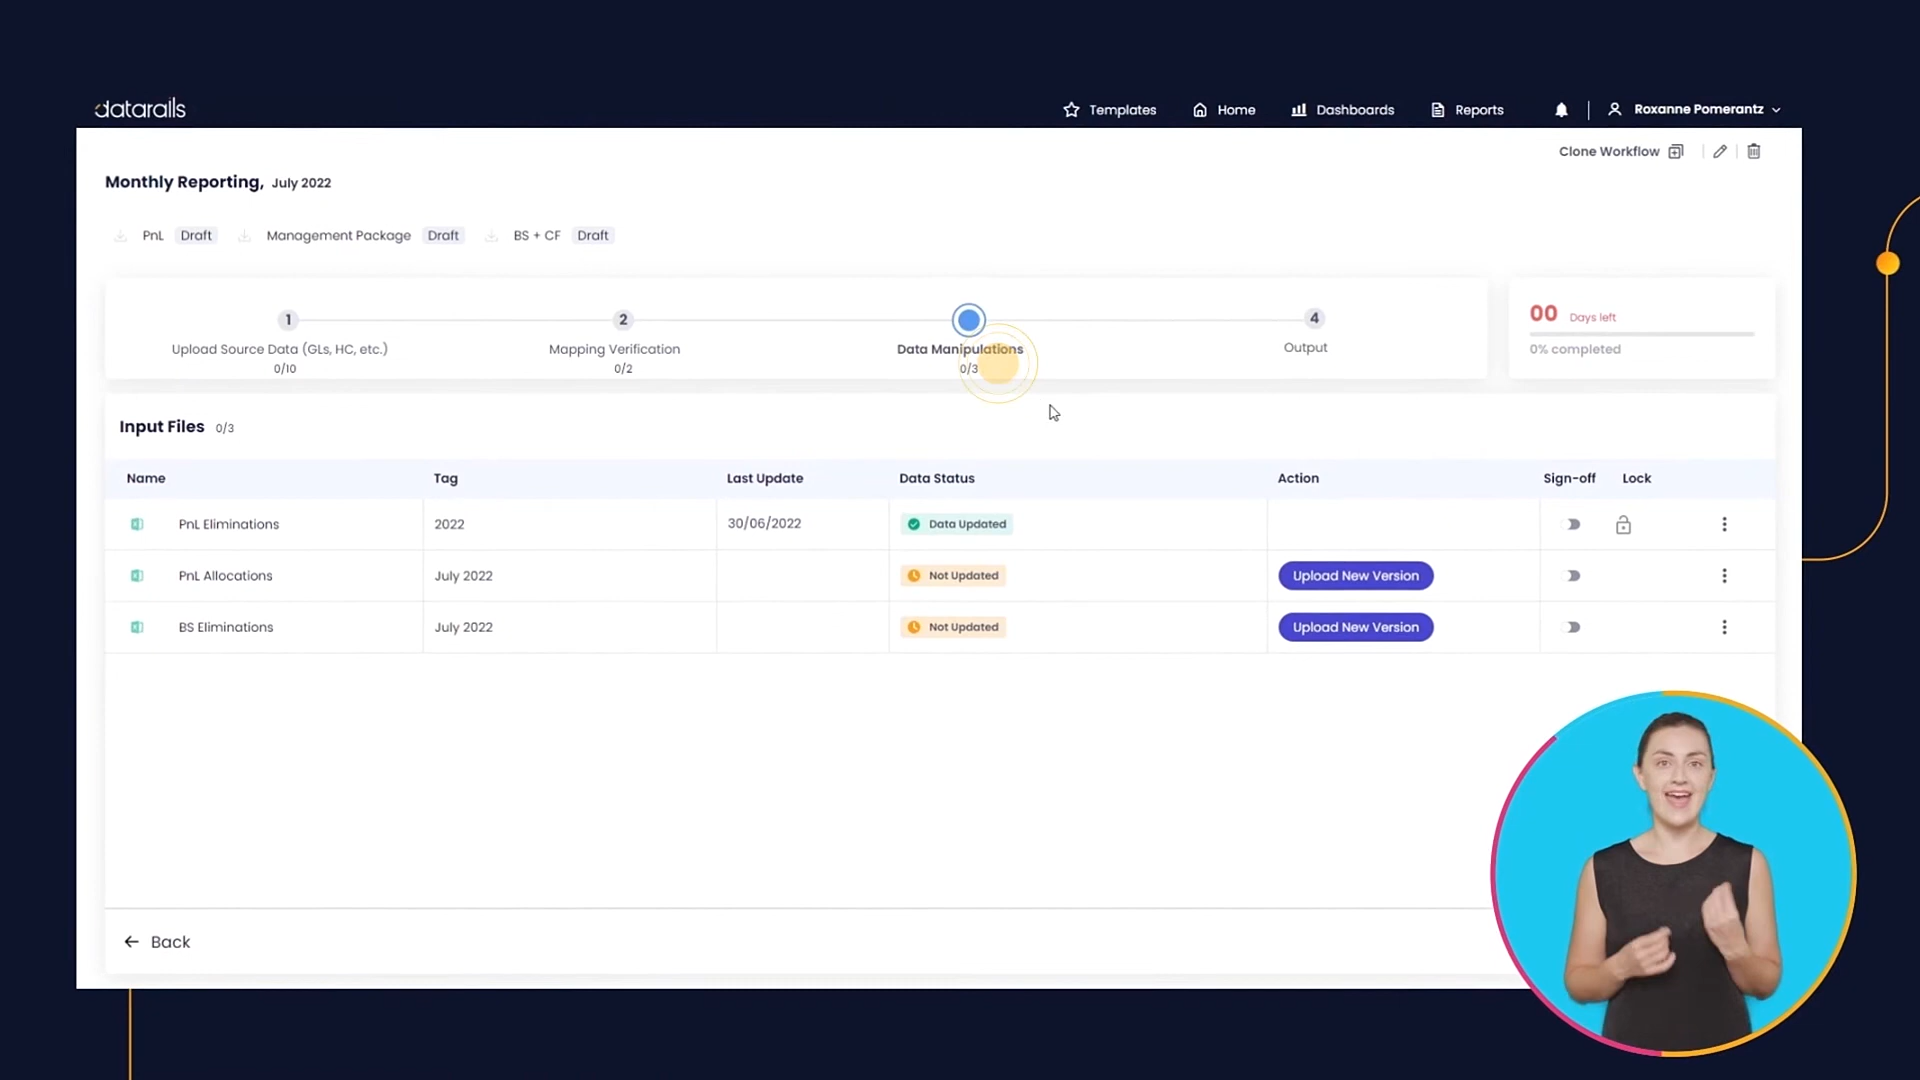 datarails
Templates Home Dashboards Reports Roxanne Pomerantz
Clone Workflow
Monthly Reporting, July 2022
PnL Draft Management Package Draft BS + CF Draft
1 2 4
Upload Source Data (GLs, HC, etc.) Mapping Verification Data Manipulations Output
0/10 0/2 0/3
00 Days left
0% completed
Input Files 0/3
Name Tag Last Update Data Status Action Sign-off Lock
PnL Eliminations 2022 30/06/2022 Data Updated
PnL Allocations July 2022 Not Updated Upload New Version
BS Eliminations July 2022 Not Updated Upload New Version
Back